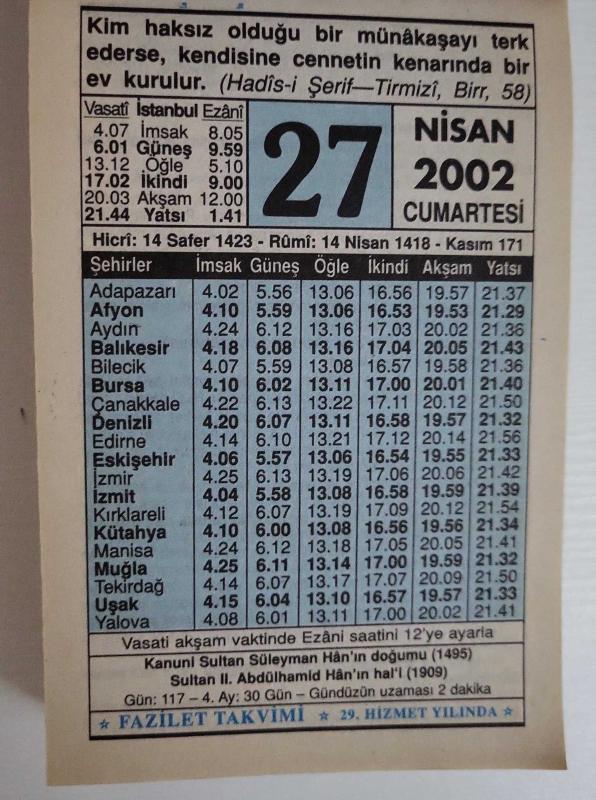 Kim haksız olduğu bir münâkaşayı terk
ederse, kendisine cennetin kenarında bir
ev kurulur. (Hadîs-i Şerif—Tirmizî, Birr, 58)
Vasatî İstanbul Ezânî
4.07 İmsak 8.05
6.01 Güneş 9.59
13.12 Öğle 5.10
17.02 İkindi 9.00
20.03 Akşam 12.00
21.44 Yatsı 1.41
27
NİSAN
2002
CUMARTESİ
Hicrî: 14 Safer 1423 - Rûmî: 14 Nisan 1418 - Kasım 171
Şehirler İmsak Güneş Öğle İkindi Akşam Yatsı
Adapazarı 4.02 5.56 13.06 16.56 19.57 21.37
Afyon 4.10 5.59 13.06 16.53 19.53 21.29
Aydın 4.24 6.12 13.16 17.03 20.02 21.36
Balıkesir 4.18 6.08 13.16 17.04 20.05 21.43
Bilecik 4.07 5.59 13.08 16.57 19.58 21.36
Bursa 4.10 6.02 13.11 17.00 20.01 21.40
Çanakkale 4.22 6.13 13.22 17.11 20.12 21.50
Denizli 4.20 6.07 13.11 16.58 19.57 21.32
Edirne 4.14 6.10 13.21 17.12 20.14 21.56
Eskişehir 4.06 5.57 13.06 16.54 19.55 21.33
İzmir 4.25 6.13 13.19 17.06 20.06 21.42
İzmit 4.04 5.58 13.08 16.58 19.59 21.39
Kırklareli 4.12 6.07 13.19 17.09 20.12 21.54
Kütahya 4.10 6.00 13.08 16.56 19.56 21.34
Manisa 4.24 6.12 13.18 17.05 20.05 21.41
Muğla 4.25 6.11 13.14 17.00 19.59 21.32
Tekirdağ 4.14 6.07 13.17 17.07 20.09 21.50
Uşak 4.15 6.04 13.10 16.57 19.57 21.33
Yalova 4.08 6.01 13.11 17.00 20.02 21.41
Vasati akşam vaktinde Ezâni saatini 12'ye ayarla
Kanuni Sultan Süleyman Hân'ın doğumu (1495)
Sultan II. Abdülhamid Hân'ın hal'i (1909)
Gün: 117 – 4. Ay: 30 Gün – Gündüzün uzaması 2 dakika
☆ FAZİLET TAKVİMİ ☆ 29. HİZMET YILINDA ☆